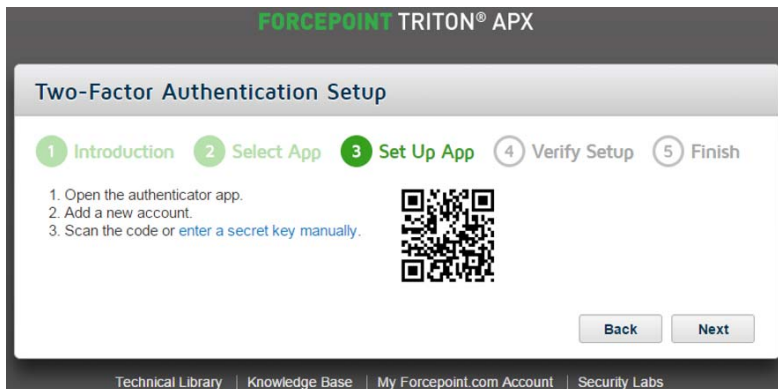 FORCEPOINT TRITON® APX
Two-Factor Authentication Setup
1 Introduction 2 Select App 3 Set Up App 4 Verify Setup 5 Finish
1. Open the authenticator app.
2. Add a new account.
3. Scan the code or enter a secret key manually.
Back Next
Technical Library | Knowledge Base | My Forcepoint.com Account | Security Labs